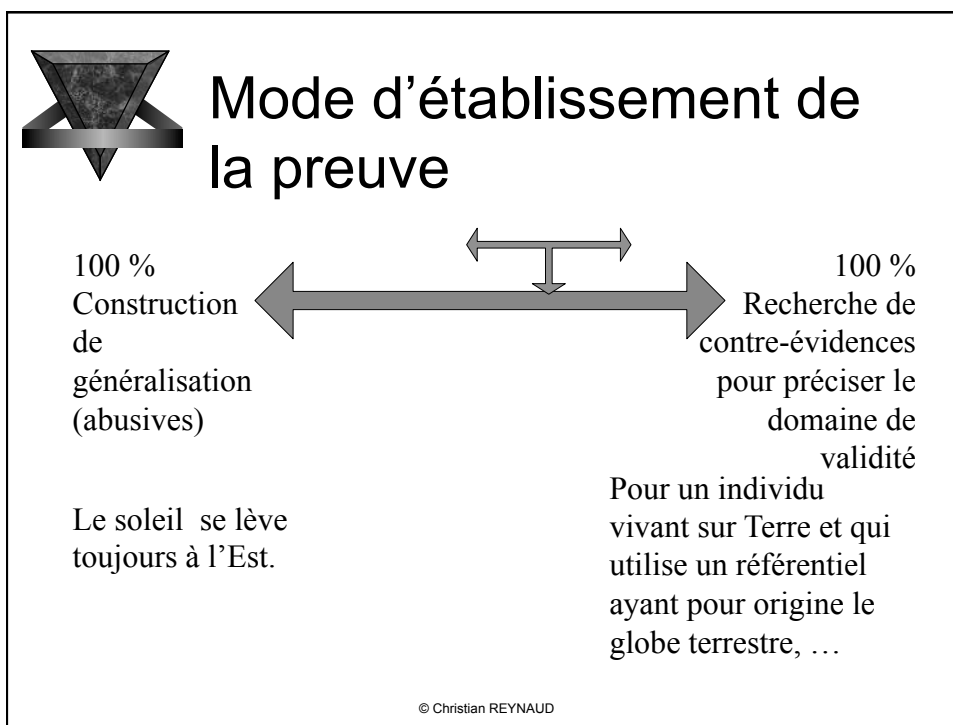 Mode d'établissement de
la preuve
100 %
Construction
de
généralisation
(abusives)
100 %
Recherche de
contre-évidences
pour préciser le
domaine de
validité
Le soleil se lève
toujours à l'Est.
Pour un individu
vivant sur Terre et qui
utilise un référentiel
ayant pour origine le
globe terrestre, …
© Christian REYNAUD